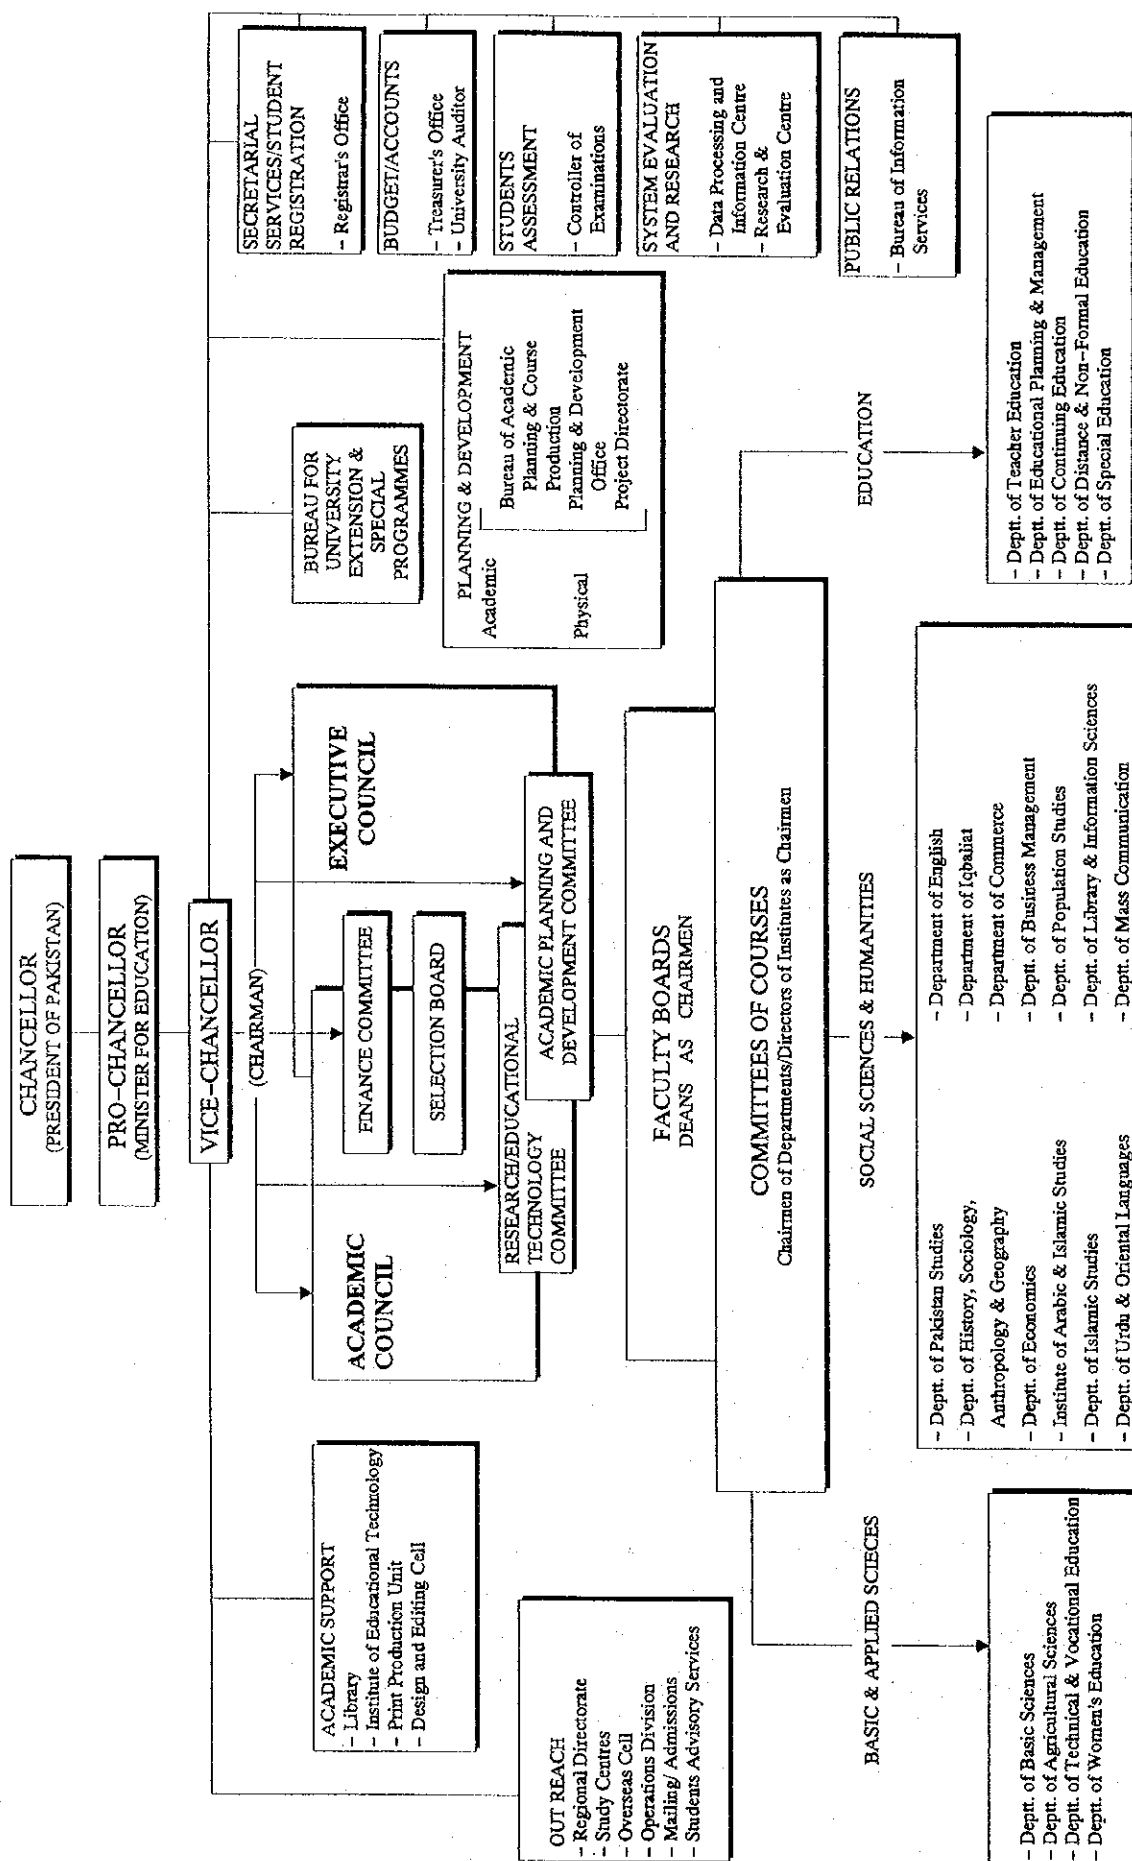 CHANCELLOR
(PRESIDENT OF PAKISTAN)
PRO-CHANCELLOR
(MINISTER FOR EDUCATION)
VICE-CHANCELLOR
(CHAIRMAN)
ACADEMIC SUPPORT
- Library
- Institute of Educational Technology
- Print Production Unit
- Design and Editing Cell
OUT REACH
- Regional Directorate
- Study Centres
- Overseas Cell
- Operations Division
- Mailing/ Admissions
- Students Advisory Services
ACADEMIC
COUNCIL
EXECUTIVE
COUNCIL
FINANCE COMMITTEE
SELECTION BOARD
RESEARCH/EDUCATIONAL
TECHNOLOGY
COMMITTEE
ACADEMIC PLANNING AND
DEVELOPMENT COMMITTEE
BUREAU FOR
UNIVERSITY
EXTENSION &
SPECIAL
PROGRAMMES
PLANNING & DEVELOPMENT
Academic
Bureau of Academic
Planning & Course
Production
Physical
Planning & Development
Office
Project Directorate
SECRETARIAL
SERVICES/STUDENT
REGISTRATION
- Registrar's Office
BUDGET/ACCOUNTS
- Treasurer's Office
- University Auditor
STUDENTS
ASSESSMENT
- Controller of
Examinations
SYSTEM EVALUATION
AND RESEARCH
- Data Processing and
Information Centre
- Research &
Evaluation Centre
PUBLIC RELATIONS
- Bureau of Information
Services
FACULTY BOARDS
DEANS AS CHAIRMEN
COMMITTEES OF COURSES
Chairmen of Departments/Directors of Institutes as Chairmen
BASIC & APPLIED SCIECES
- Deptt. of Basic Sciences
- Deptt. of Agricultural Sciences
- Deptt. of Technical & Vocational Education
- Deptt. of Women's Education
SOCIAL SCIENCES & HUMANITIES
- Deptt. of Pakistan Studies
- Deptt. of History, Sociology,
Anthropology & Geography
- Deptt. of Economics
- Institute of Arabic & Islamic Studies
- Deptt. of Islamic Studies
- Deptt. of Urdu & Oriental Languages
- Department of English
- Department of Iqbaliat
- Department of Commerce
- Deptt. of Business Management
- Deptt. of Population Studies
- Deptt. of Library & Information Sciences
- Deptt. of Mass Communication
EDUCATION
- Deptt. of Teacher Education
- Deptt. of Educational Planning & Management
- Deptt. of Continuing Education
- Deptt. of Distance & Non-Formal Education
- Deptt. of Special Education